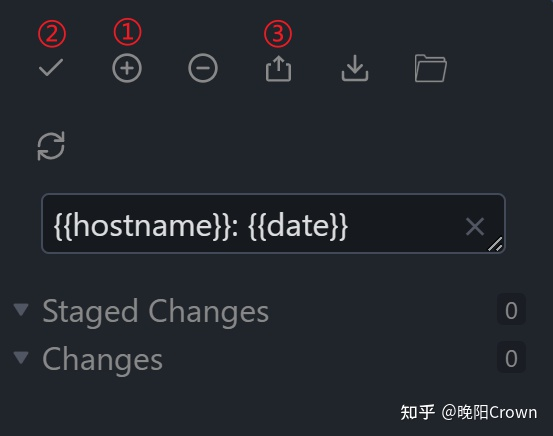 ② ① ③
{{hostname}}: {{date}}
Staged Changes 0
Changes 0
知乎 @晚阳Crown